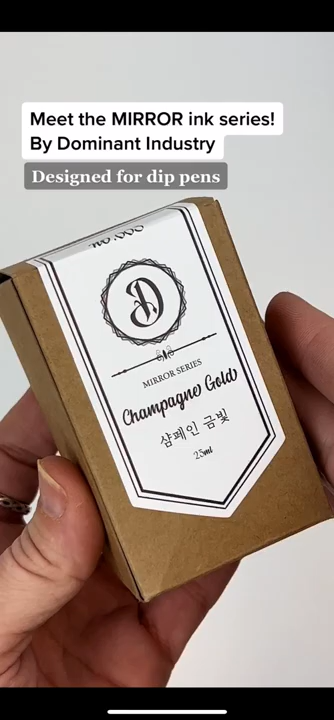 Meet the MIRROR ink series!
By Dominant Industry
Designed for dip pens
D
MIRROR SERIES
Champagne Gold
샴페인 금빛
25ml